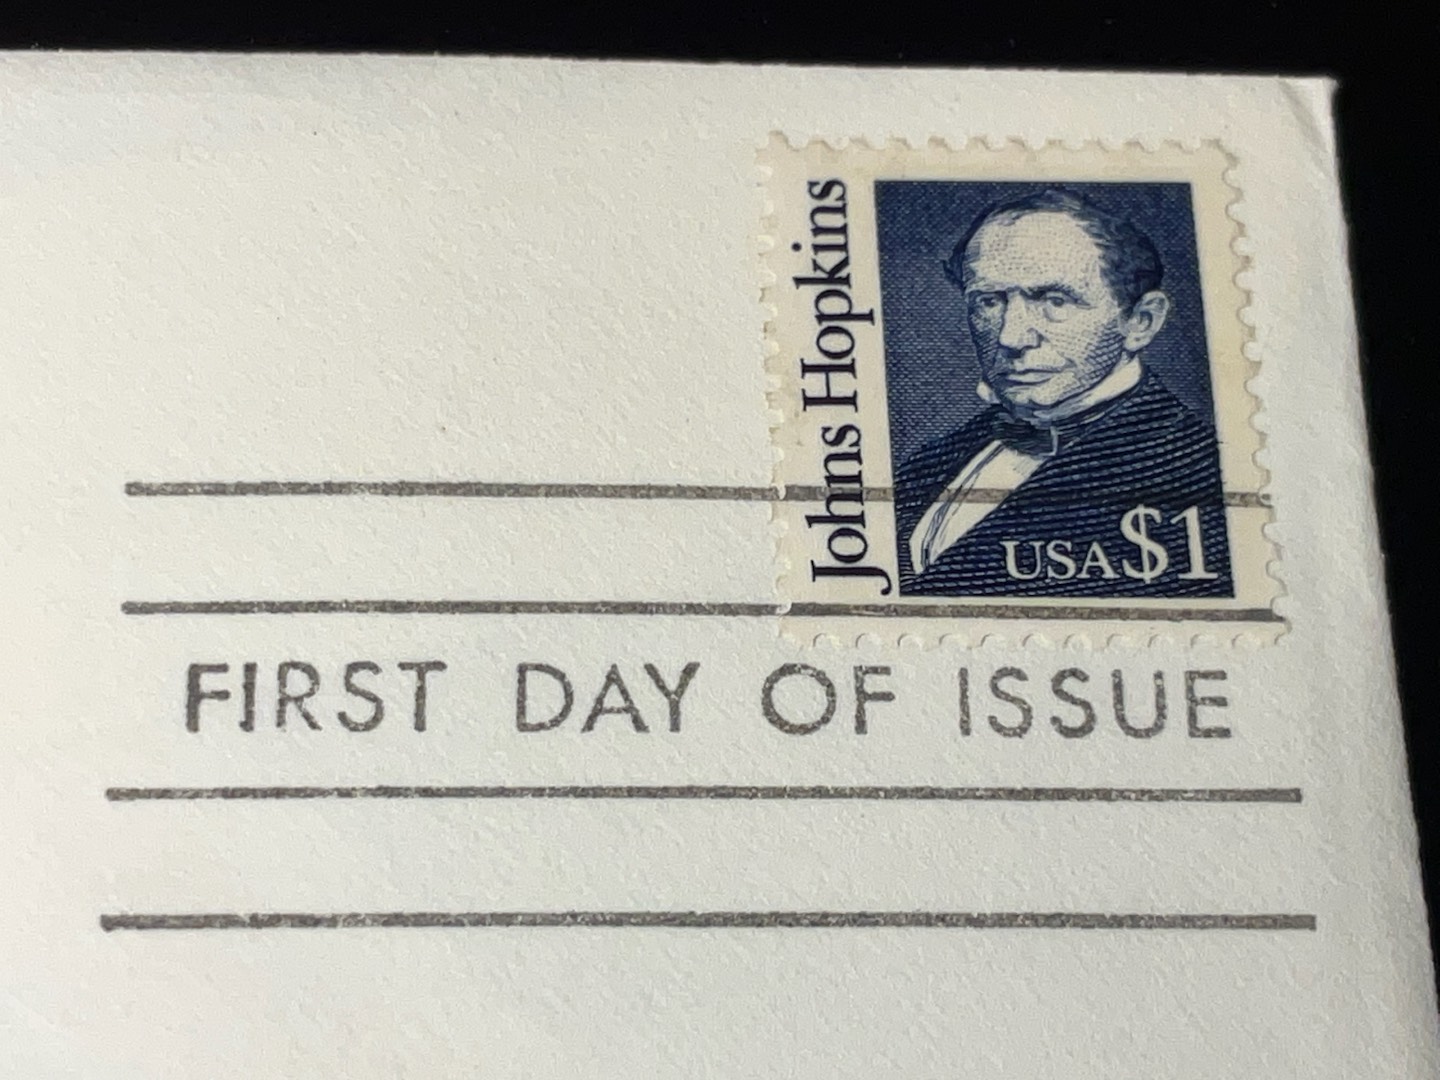 Johns Hopkins
USA $1
FIRST DAY OF ISSUE